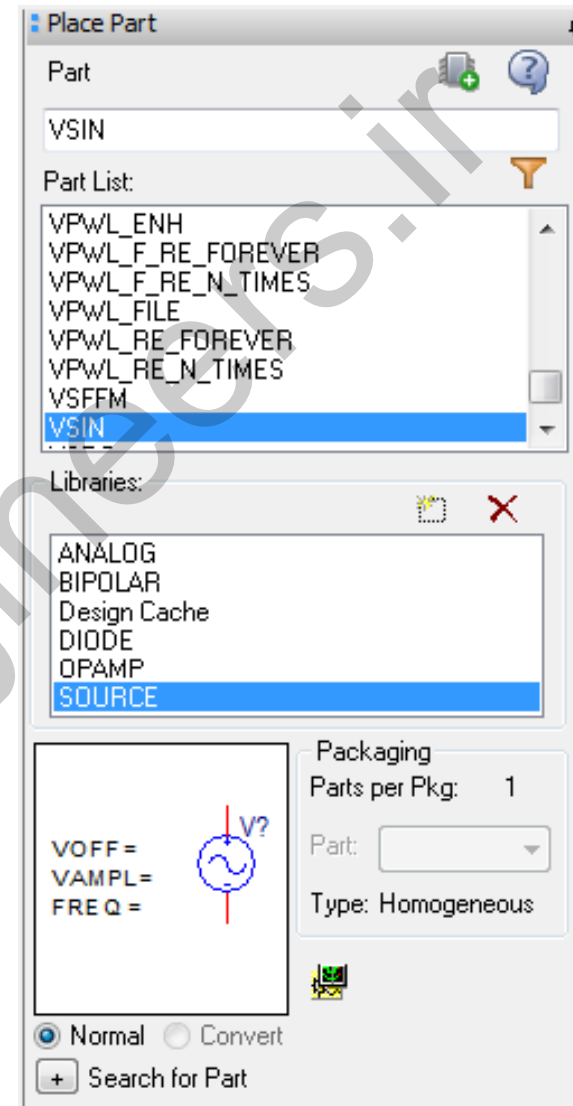 Place Part
Part
VSIN
Part List:
VPWL_ENH
VPWL_F_RE_FOREVER
VPWL_F_RE_N_TIMES
VPWL_FILE
VPWL_RE_FOREVER
VPWL_RE_N_TIMES
VSFFM
VSIN
Libraries:
ANALOG
BIPOLAR
Design Cache
DIODE
OPAMP
SOURCE
Packaging
Parts per Pkg: 1
Part:
Type: Homogeneous
V?
VOFF =
VAMPL=
FREQ =
Normal
Convert
+ Search for Part
ineers.ir